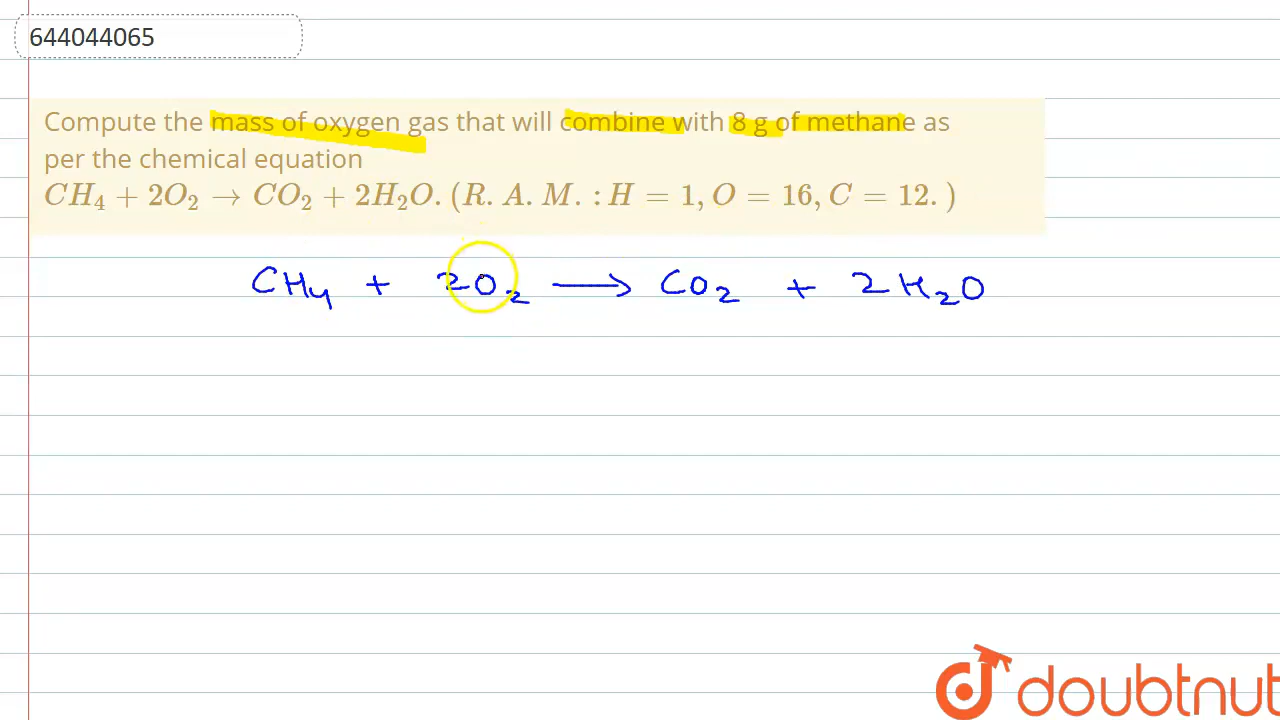 644044065
Compute the mass of oxygen gas that will combine with 8 g of methane as
per the chemical equation
CH₄ + 2O₂ → CO₂ + 2H₂O. (R. A. M. : H = 1, O = 16, C = 12. )
CH₄ + 2O₂ → CO₂ + 2H₂O
doubtnut